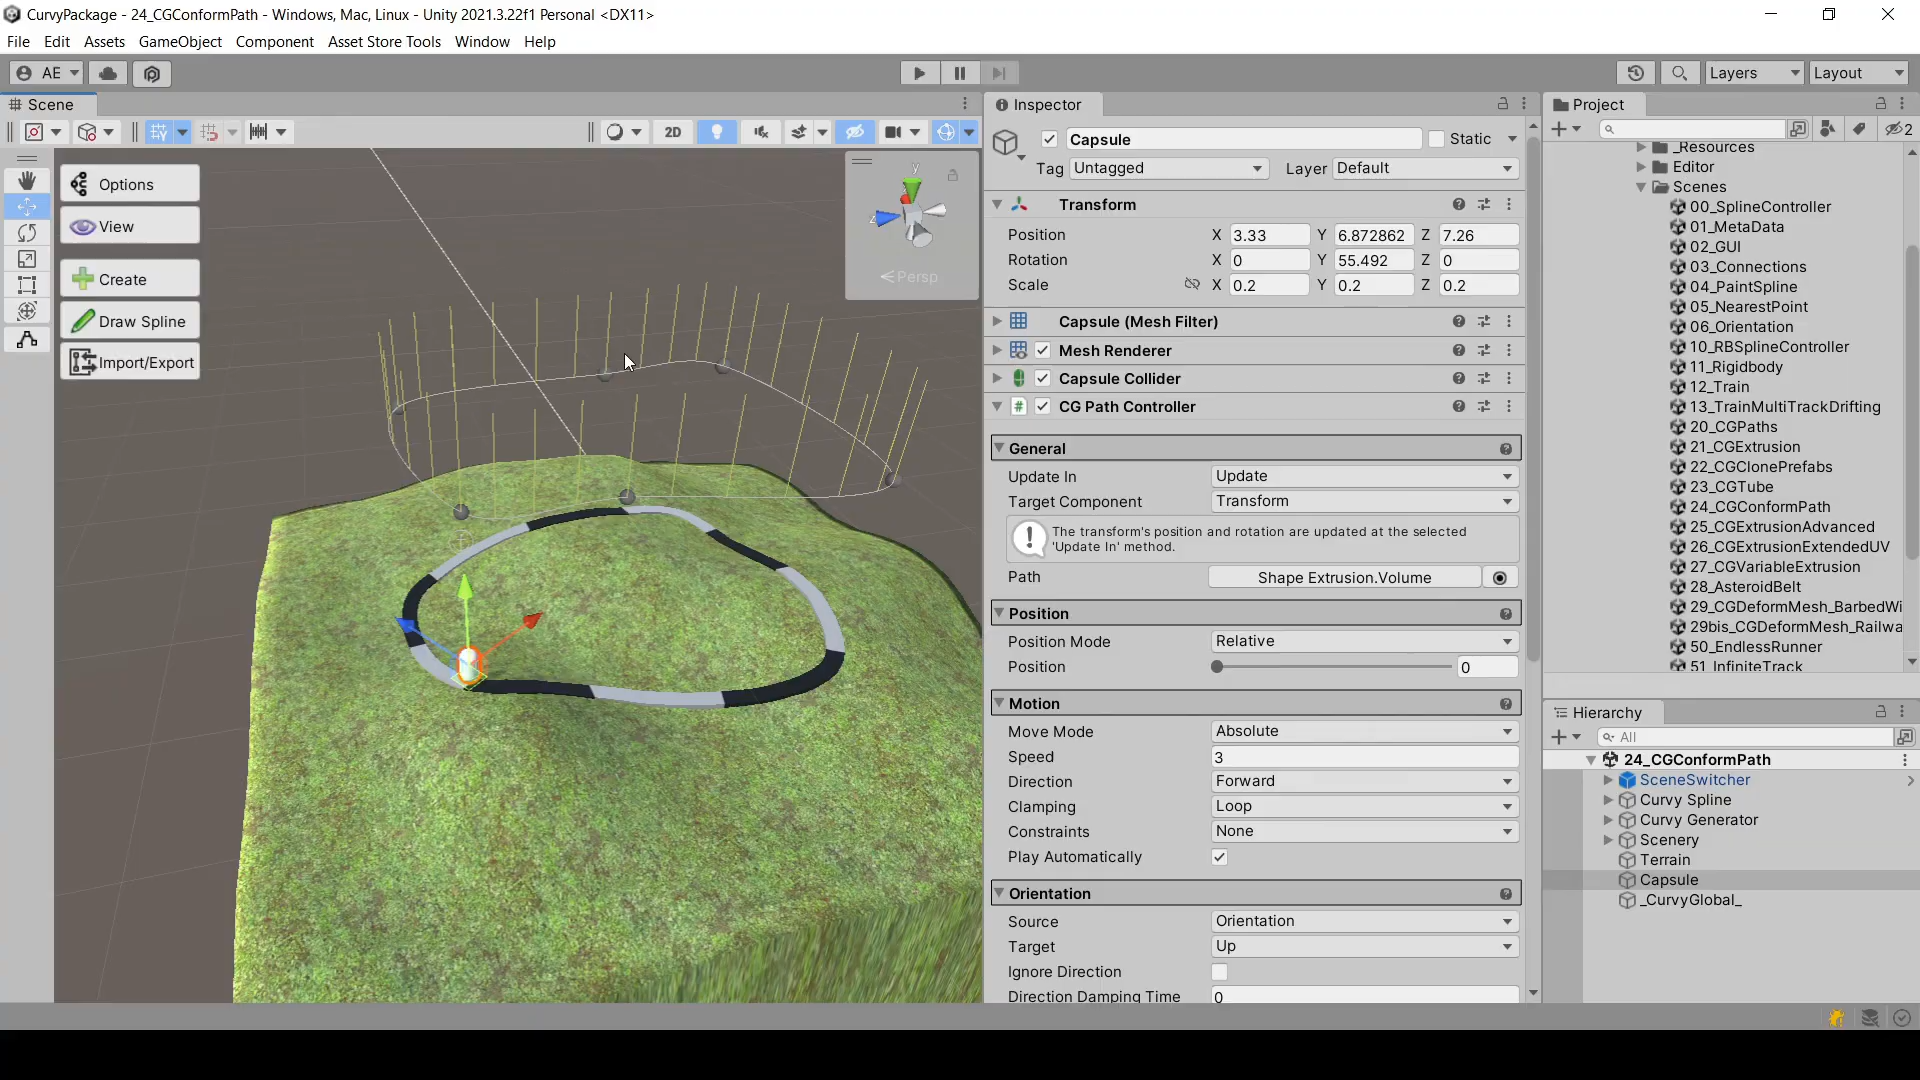 CurvyPackage - 24_CGConformPath - Windows, Mac, Linux - Unity 2021.3.22f1 Personal <DX11>
File Edit Assets GameObject Component Asset Store Tools Window Help
AE
Layers
Layout
Scene
2D
Options
View
Create
Draw Spline
Import/Export
y
z
Persp
Inspector
Capsule
Static
Tag Untagged Layer Default
Transform
Position X 3.33 Y 6.872862 Z 7.26
Rotation X 0 Y 55.492 Z 0
Scale X 0.2 Y 0.2 Z 0.2
Capsule (Mesh Filter)
Mesh Renderer
Capsule Collider
CG Path Controller
General
Update In Update
Target Component Transform
The transform's position and rotation are updated at the selected
'Update In' method.
Path Shape Extrusion.Volume
Position
Position Mode Relative
Position 0
Motion
Move Mode Absolute
Speed 3
Direction Forward
Clamping Loop
Constraints None
Play Automatically
Orientation
Source Orientation
Target Up
Ignore Direction
Direction Damping Time 0
Project
2
_Resources
Editor
Scenes
00_SplineController
01_MetaData
02_GUI
03_Connections
04_PaintSpline
05_NearestPoint
06_Orientation
10_RBSplineController
11_Rigidbody
12_Train
13_TrainMultiTrackDrifting
20_CGPaths
21_CGExtrusion
22_CGClonePrefabs
23_CGTube
24_CGConformPath
25_CGExtrusionAdvanced
26_CGExtrusionExtendedUV
27_CGVariableExtrusion
28_AsteroidBelt
29_CGDeformMesh_BarbedWi
29bis_CGDeformMesh_Railwa
50_EndlessRunner
51_InfiniteTrack
Hierarchy
All
24_CGConformPath
SceneSwitcher
Curvy Spline
Curvy Generator
Scenery
Terrain
Capsule
_CurvyGlobal_